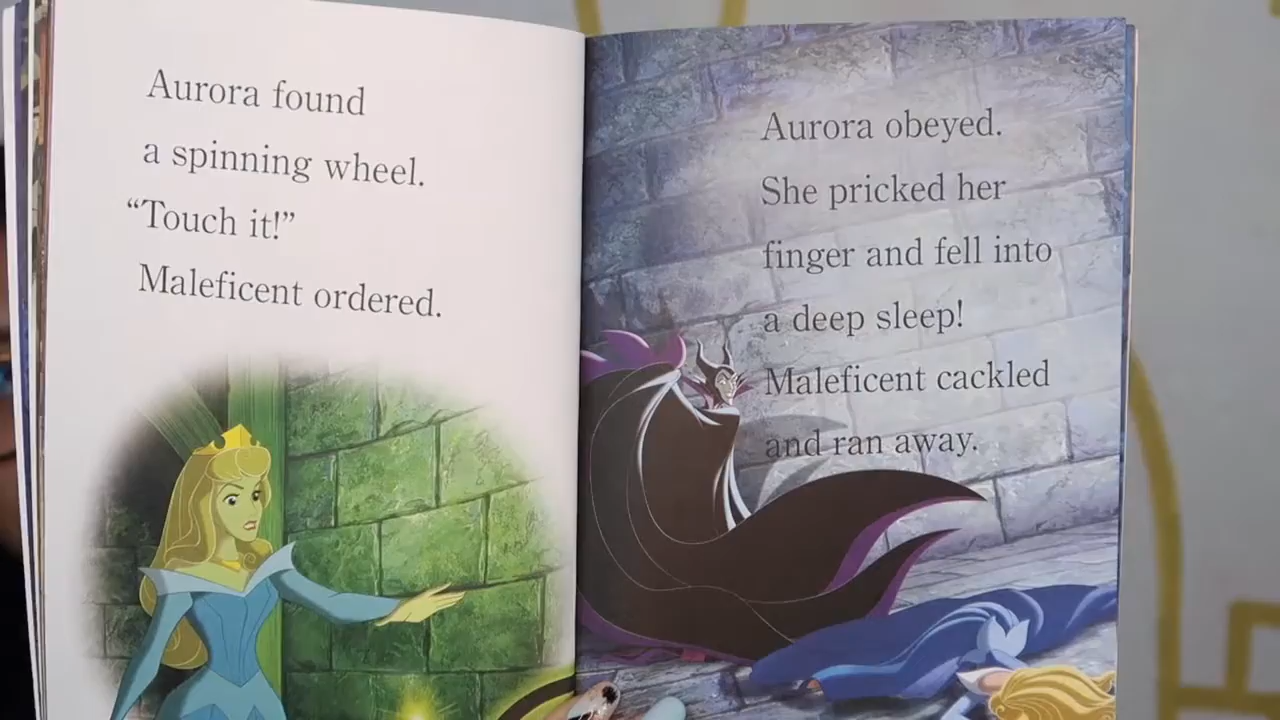 Aurora found
a spinning wheel.
“Touch it!”
Maleficent ordered.
Aurora obeyed.
She pricked her
finger and fell into
a deep sleep!
Maleficent cackled
and ran away.